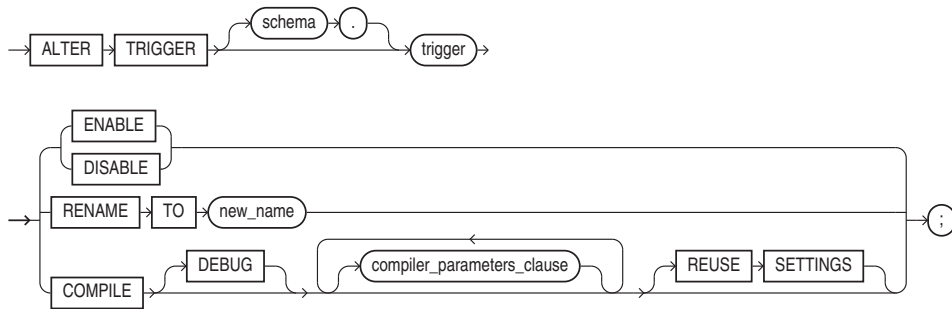 schema .
ALTER TRIGGER trigger
ENABLE
DISABLE
RENAME TO new_name ;
DEBUG compiler_parameters_clause REUSE SETTINGS
COMPILE